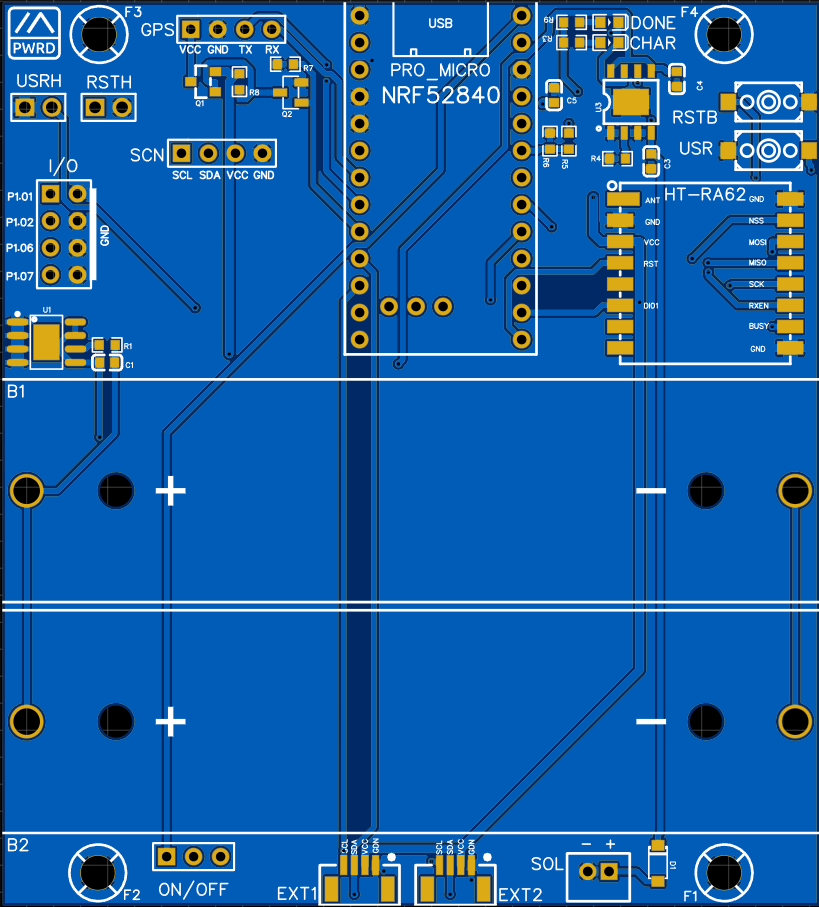 PWRD
F3
GPS
VCC GND TX RX
USB
PRO_MICRO
NRF52840
R9
DONE
R3
CHAR
F4
USRH
RSTH
Q1
R8
R7
Q2
C5
U3
C4
RSTB
USR
R6
R5
R4
C3
SCN
SCL SDA VCC GND
I/O
P1.01
P1.02
P1.06
P1.07
GND
HT-RA62
ANT
GND
VCC
RST
DIO1
GND
NSS
MOSI
MISO
SCK
RXEN
BUSY
GND
U1
R1
C1
B1
+
−
+
−
B2
F2
ON/OFF
EXT1
SCL
SDA
VCC
GDN
EXT2
SCL
SDA
VCC
GDN
SOL
− +
D1
F1